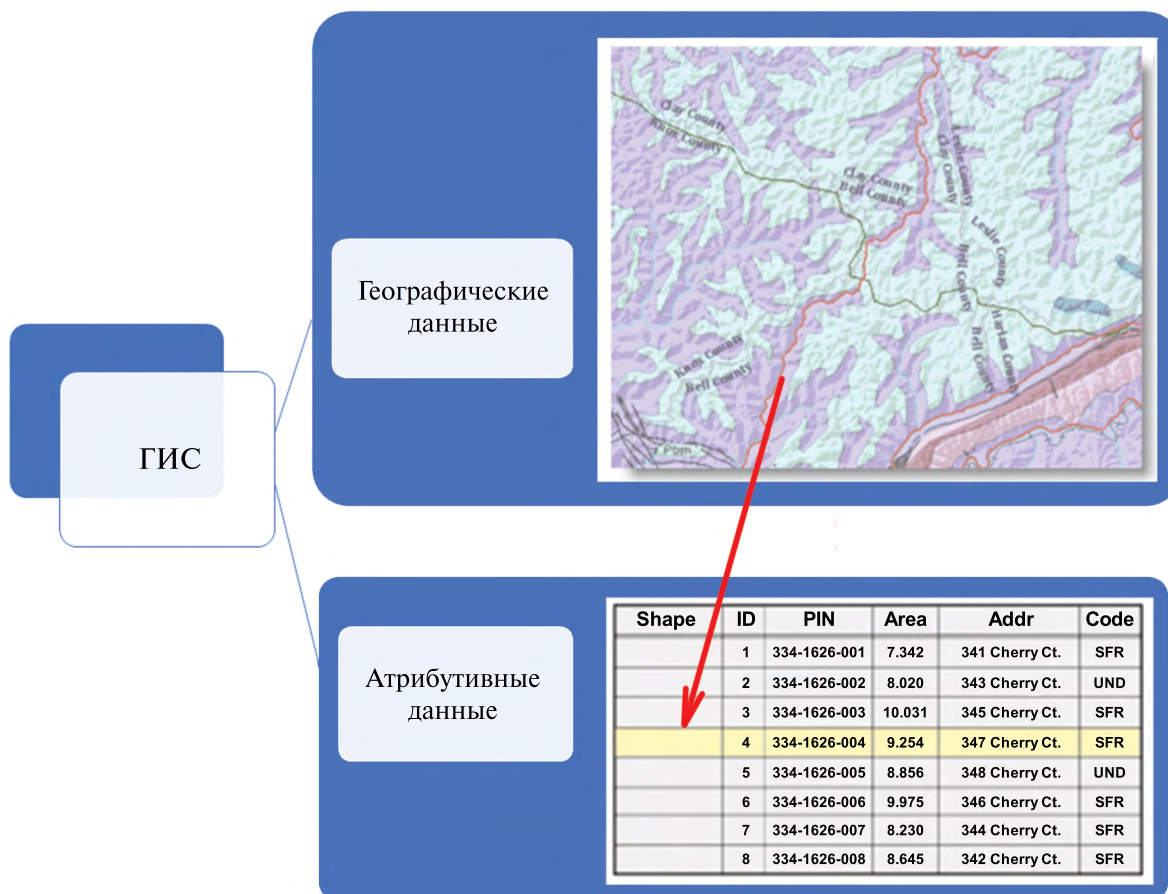 ГИС
Географические
данные
Clay County
Knox County
Clay County
Bell County
Leslie County
Clay County
Leslie County
Bell County
Harlan County
Bell County
Knox County
Bell County
Атрибутивные
данные
Shape ID PIN Area Addr Code
1 334-1626-001 7.342 341 Cherry Ct. SFR
2 334-1626-002 8.020 343 Cherry Ct. UND
3 334-1626-003 10.031 345 Cherry Ct. SFR
4 334-1626-004 9.254 347 Cherry Ct. SFR
5 334-1626-005 8.856 348 Cherry Ct. UND
6 334-1626-006 9.975 346 Cherry Ct. SFR
7 334-1626-007 8.230 344 Cherry Ct. SFR
8 334-1626-008 8.645 342 Cherry Ct. SFR